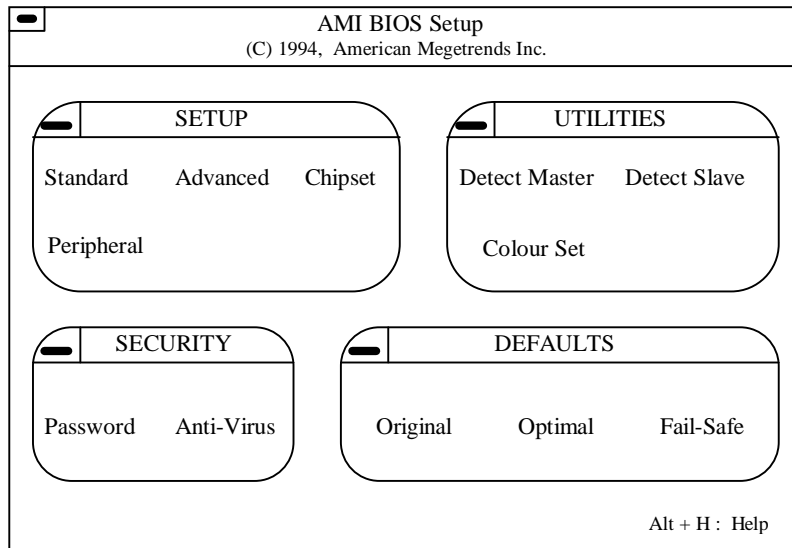 AMI BIOS Setup
(C) 1994, American Megetrends Inc.
SETUP
Standard Advanced Chipset
Peripheral
UTILITIES
Detect Master Detect Slave
Colour Set
SECURITY
Password Anti-Virus
DEFAULTS
Original Optimal Fail-Safe
Alt + H : Help